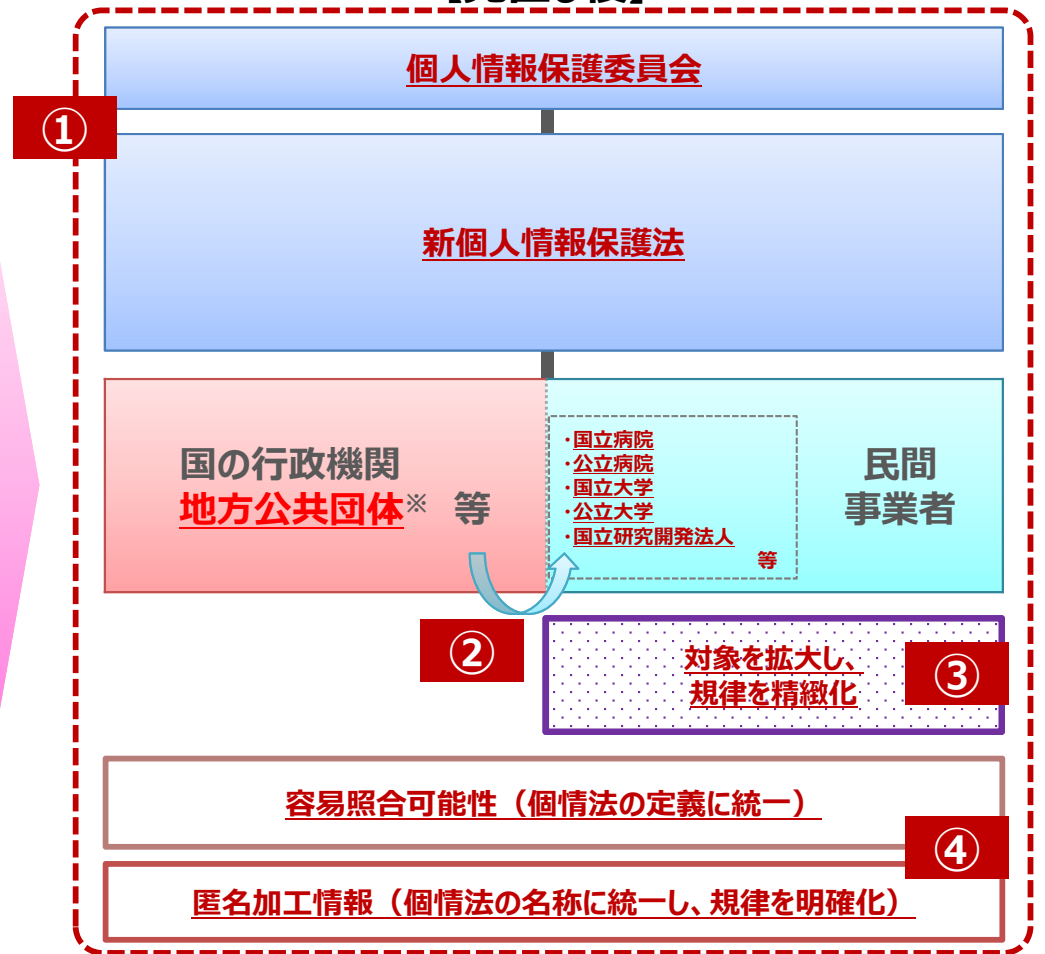 【見直し後】
個人情報保護委員会
①
新個人情報保護法
国の行政機関
地方公共団体※ 等
・国立病院
・公立病院
・国立大学
・公立大学
・国立研究開発法人
等
民間
事業者
②
対象を拡大し、
規律を精緻化
③
容易照合可能性（個情法の定義に統一）
④
匿名加工情報（個情法の名称に統一し、規律を明確化）